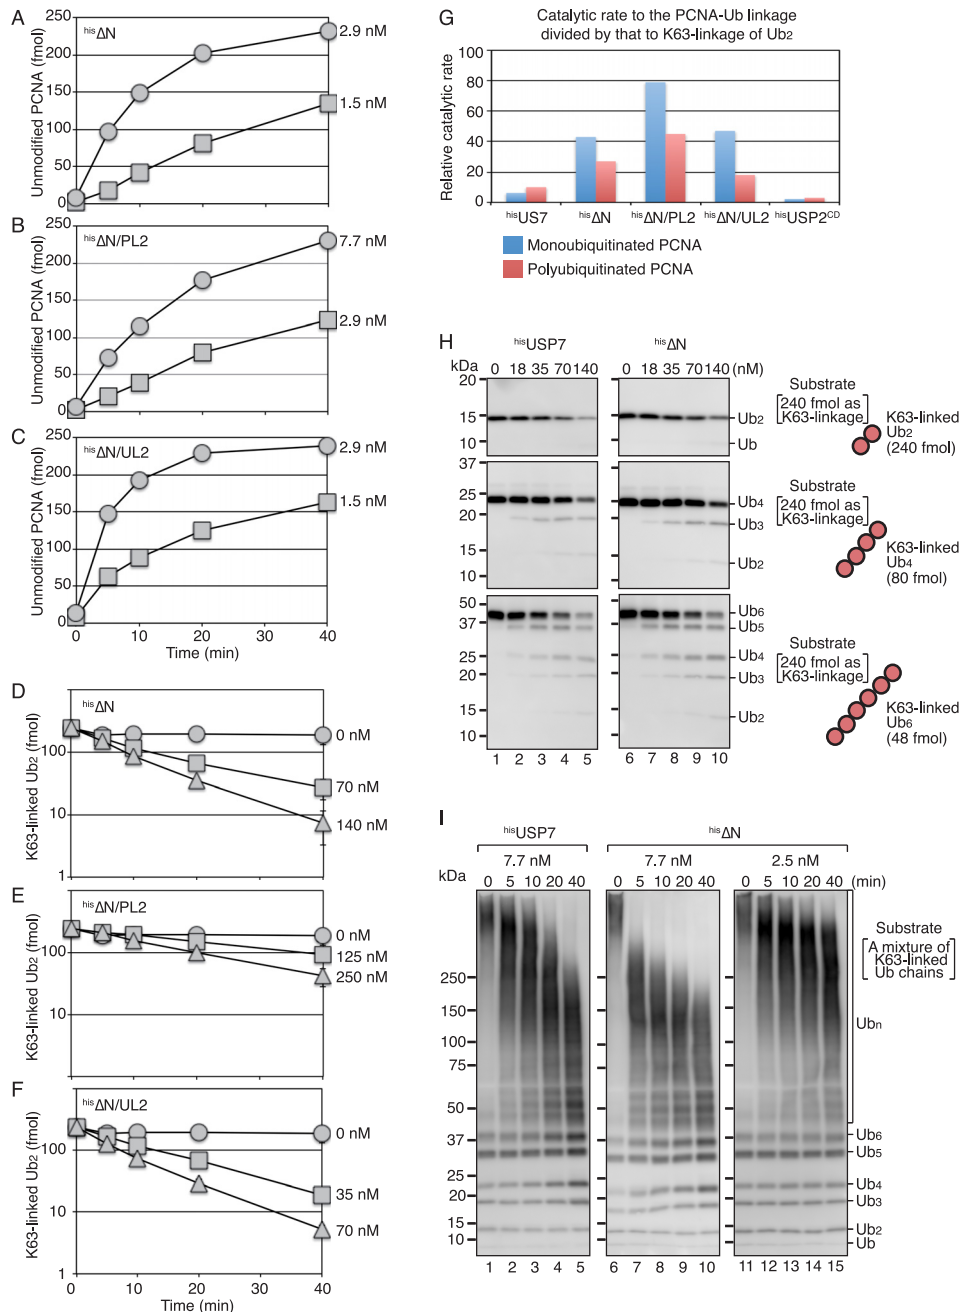 A
hisΔN
Unmodified PCNA (fmol)
250
200
150
100
50
0
2.9 nM
1.5 nM
0 10 20 30 40
B
hisΔN/PL2
Unmodified PCNA (fmol)
250
200
150
100
50
0
7.7 nM
2.9 nM
C
hisΔN/UL2
Unmodified PCNA (fmol)
250
200
150
100
50
0
2.9 nM
1.5 nM
0 10 20 30 40
Time (min)
D
hisΔN
K63-linked Ub2 (fmol)
100
10
1
0 nM
70 nM
140 nM
E
hisΔN/PL2
K63-linked Ub2 (fmol)
100
10
1
0 nM
125 nM
250 nM
F
hisΔN/UL2
K63-linked Ub2 (fmol)
100
10
1
0 nM
35 nM
70 nM
0 10 20 30 40
Time (min)
G
Catalytic rate to the PCNA-Ub linkage
divided by that to K63-linkage of Ub2
Relative catalytic rate
100
80
60
40
20
0
hisUS7 hisΔN hisΔN/PL2 hisΔN/UL2 hisUSP2CD
Monoubiquitinated PCNA
Polyubiquitinated PCNA
H
hisUSP7 hisΔN
kDa 0 18 35 70 140 0 18 35 70 140 (nM)
20
15
10
Ub2
Ub
Substrate
[240 fmol as
K63-linkage]
K63-linked
Ub2
(240 fmol)
37
25
20
15
10
Ub4
Ub3
Ub2
Substrate
[240 fmol as
K63-linkage]
K63-linked
Ub4
(80 fmol)
50
37
25
20
15
10
Ub6
Ub5
Ub4
Ub3
Ub2
Substrate
[240 fmol as
K63-linkage]
K63-linked
Ub6
(48 fmol)
1 2 3 4 5 6 7 8 9 10
I
hisUSP7 hisΔN
7.7 nM 7.7 nM 2.5 nM
kDa 0 5 10 20 40 0 5 10 20 40 0 5 10 20 40 (min)
250
150
100
75
50
37
25
20
15
10
Substrate
[A mixture of
K63-linked
Ub chains]
Ubn
Ub6
Ub5
Ub4
Ub3
Ub2
Ub
1 2 3 4 5 6 7 8 9 10 11 12 13 14 15